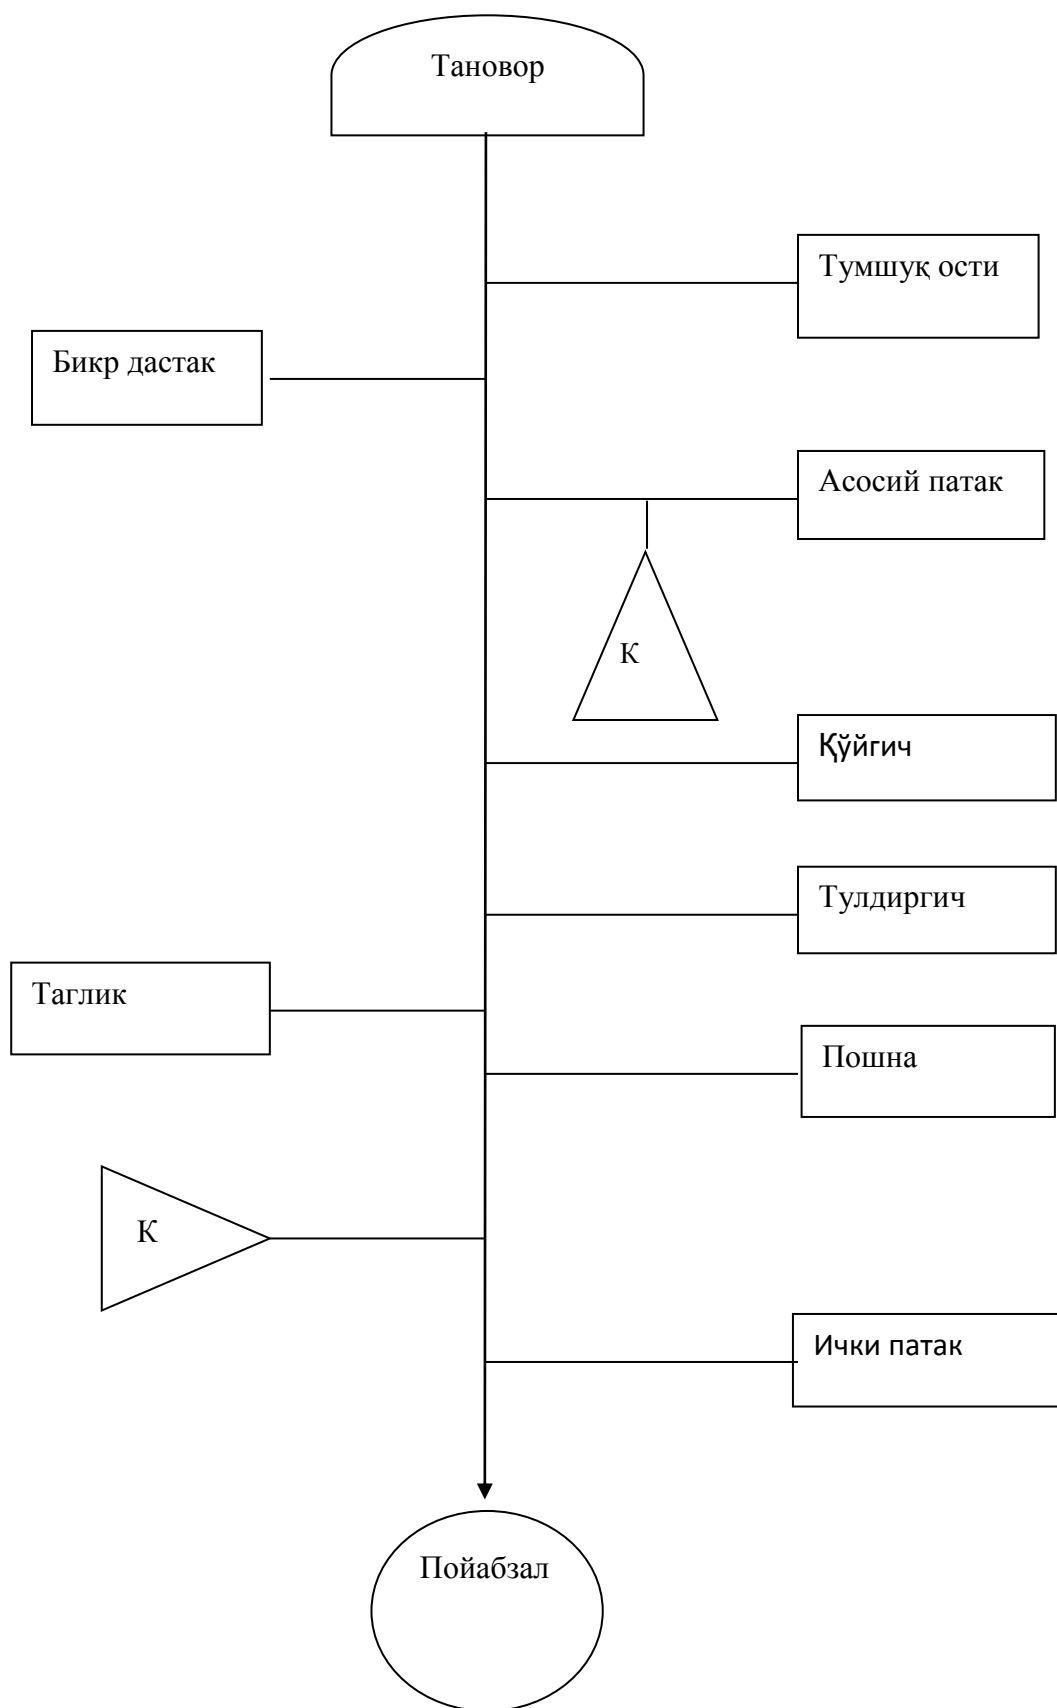 Тановор
Тумшуқ ости
Бикр дастак
Асосий патак
К
Қўйгич
Тулдиргич
Таглик
Пошна
К
Ички патак
Пойабзал